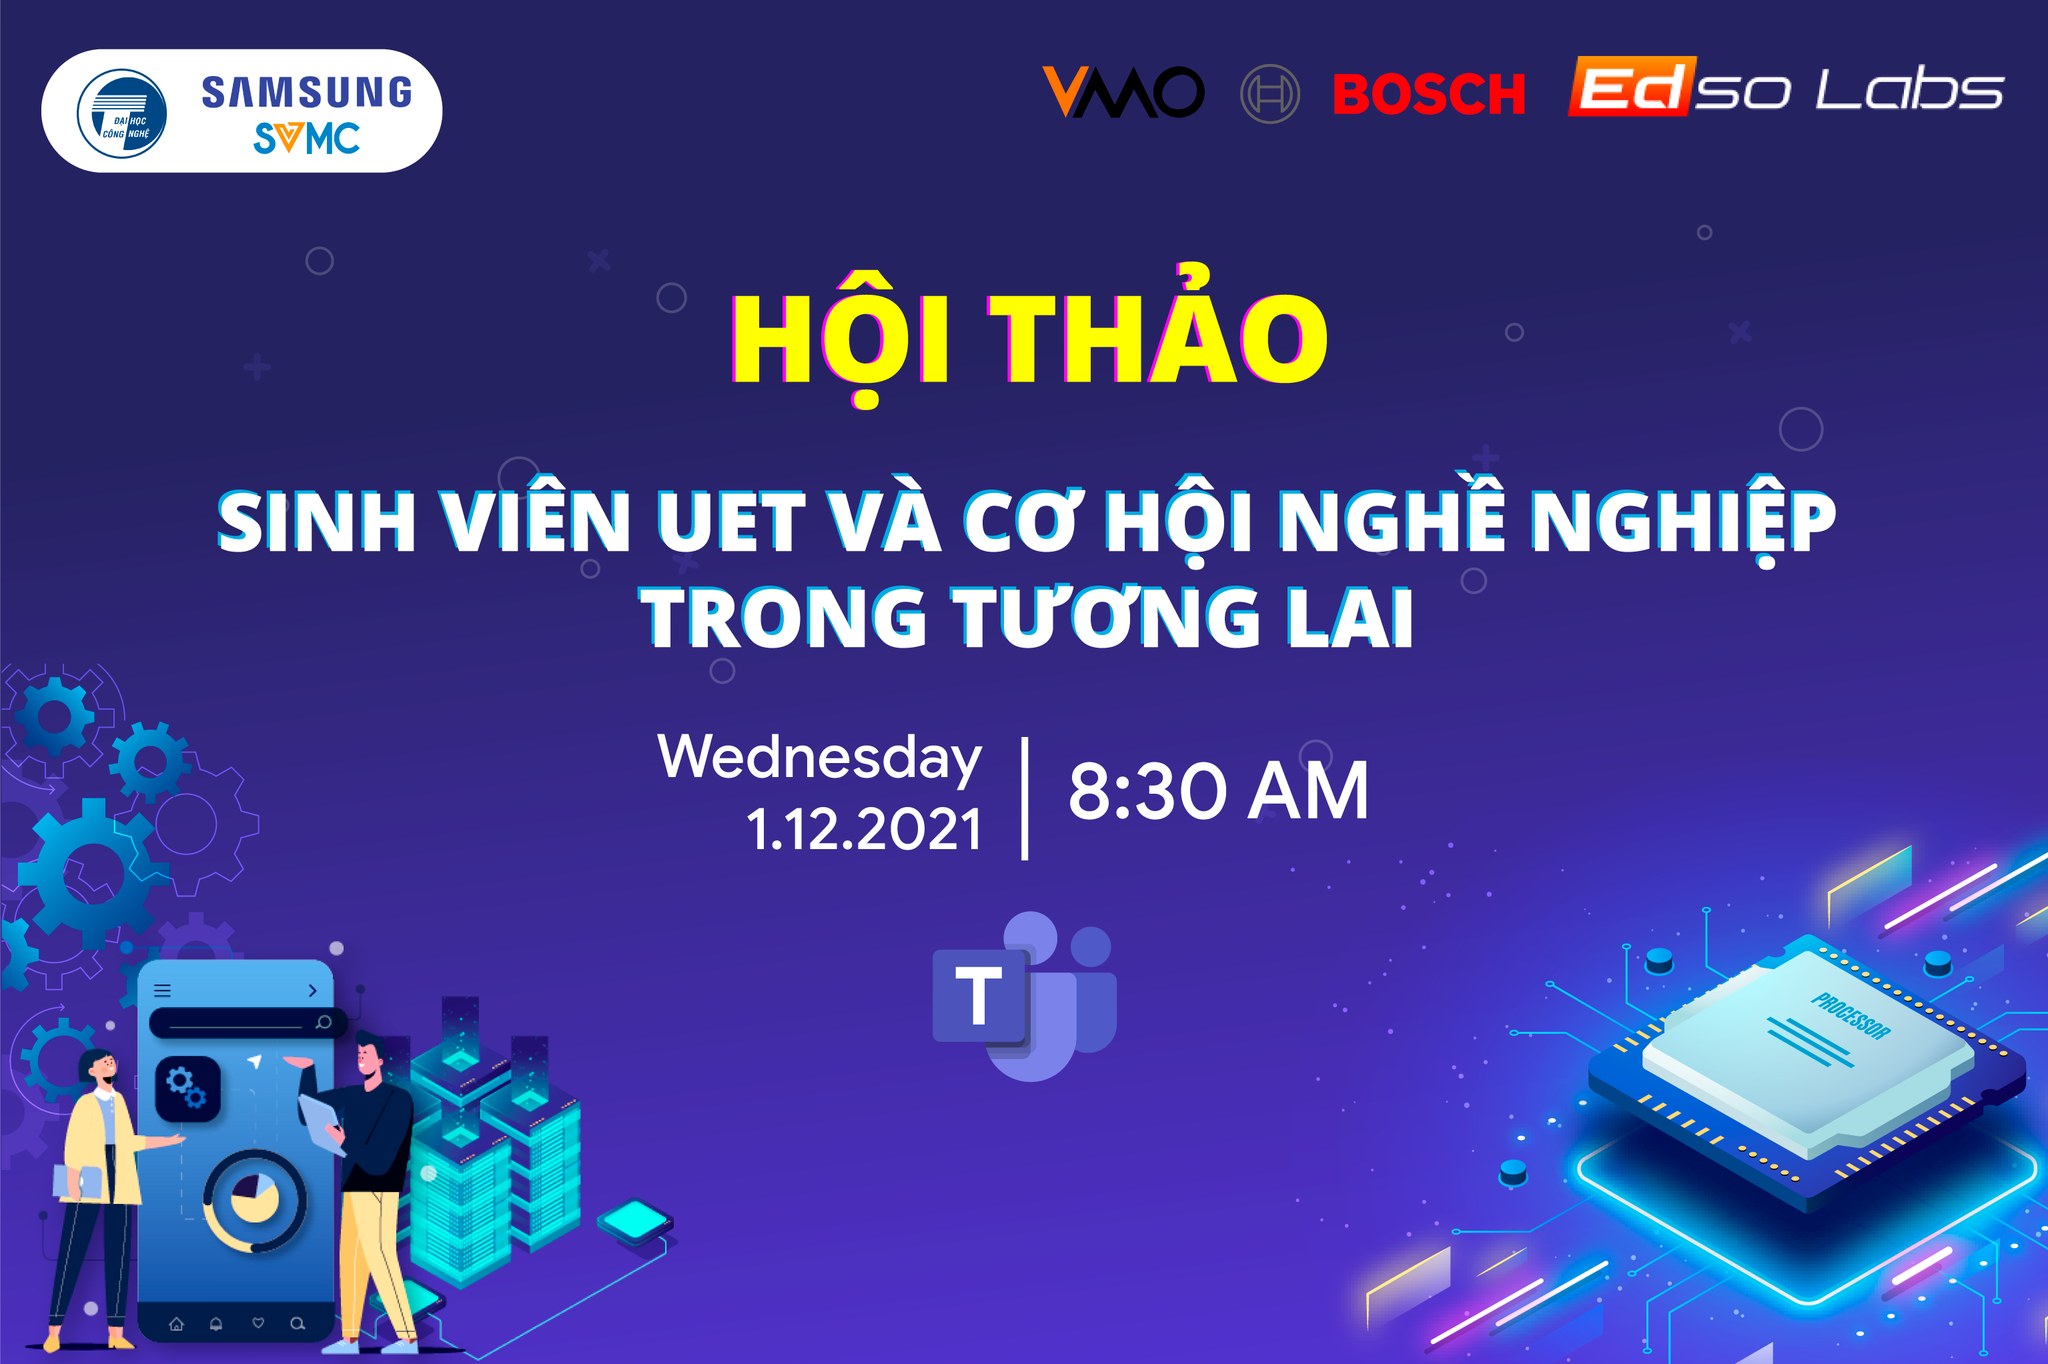 ĐẠI HỌC
CÔNG NGHỆ
SAMSUNG
SVMC
VMO
BOSCH
Edso Labs
HỘI THẢO
SINH VIÊN UET VÀ CƠ HỘI NGHỀ NGHIỆP
TRONG TƯƠNG LAI
Wednesday
1.12.2021
8:30 AM
T
PROCESSOR